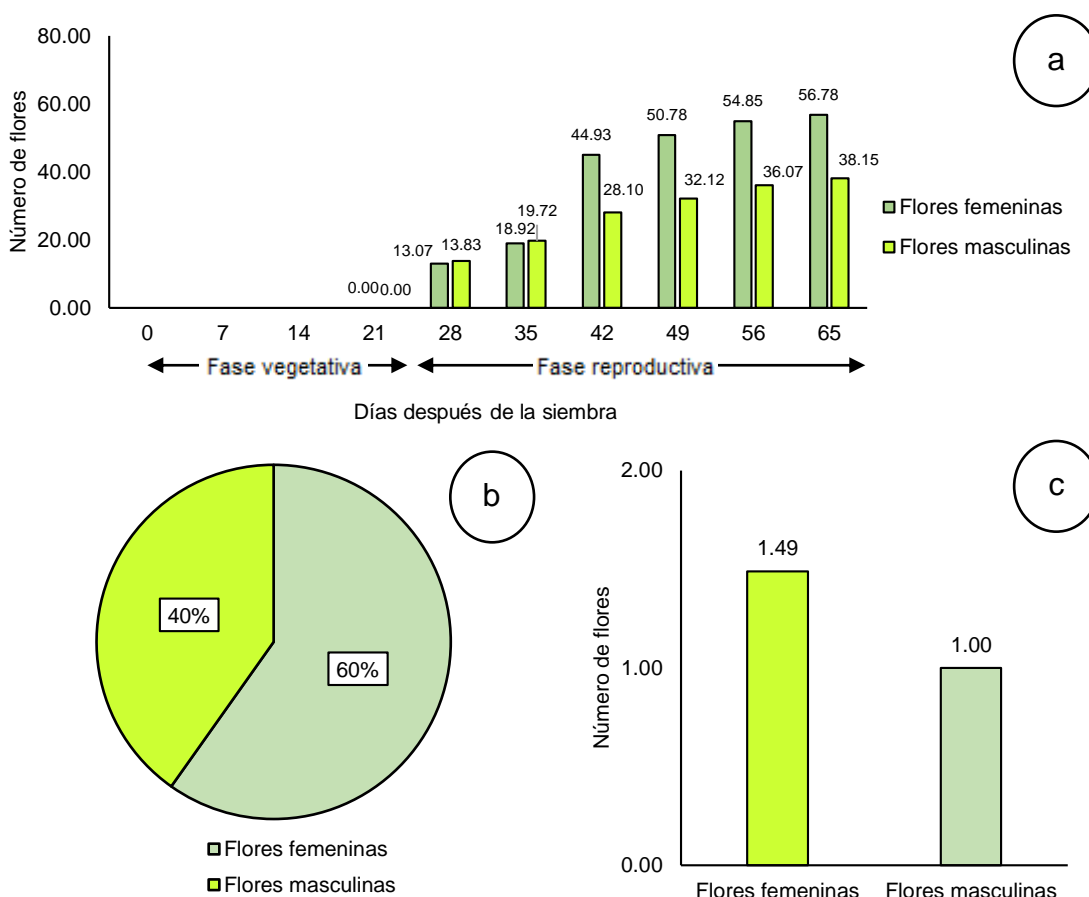 a
80.00
60.00
40.00
20.00
0.00
Número de flores
0.00 0.00
13.07 13.83
18.92 19.72
44.93 28.10
50.78 32.12
54.85 36.07
56.78 38.15
Flores femeninas
Flores masculinas
0 7 14 21 28 35 42 49 56 65
Fase vegetativa Fase reproductiva
Días después de la siembra
b
40%
60%
Flores femeninas
Flores masculinas
c
2.00
1.00
0.00
Número de flores
1.49
1.00
Flores femeninas Flores masculinas